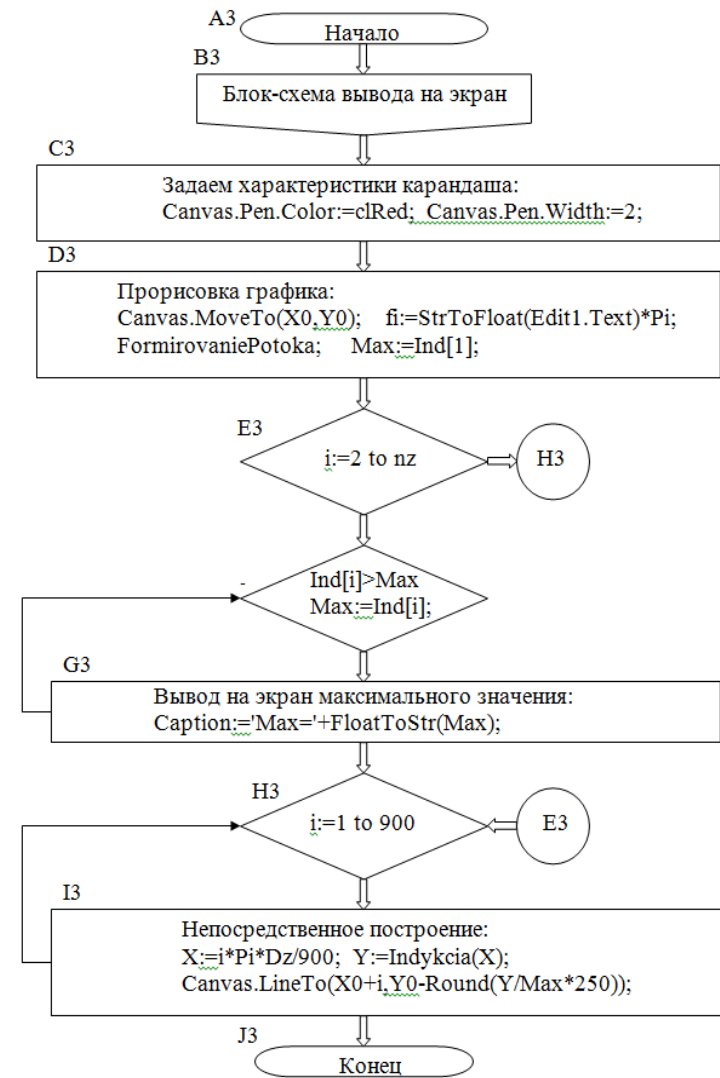 A3
Начало
B3
Блок-схема вывода на экран
C3
Задаем характеристики карандаша:
Canvas.Pen.Color:=clRed; Canvas.Pen.Width:=2;
D3
Прорисовка графика:
Canvas.MoveTo(X0,Y0); fi:=StrToFloat(Edit1.Text)*Pi;
FormirovaniePotoka; Max:=Ind[1];
E3
i:=2 to nz
H3
-
Ind[i]>Max
Max:=Ind[i];
G3
Вывод на экран максимального значения:
Caption:='Max='+FloatToStr(Max);
H3
i:=1 to 900
E3
I3
Непосредственное построение:
X:=i*Pi*Dz/900; Y:=Indykcia(X);
Canvas.LineTo(X0+i,Y0-Round(Y/Max*250));
J3
Конец